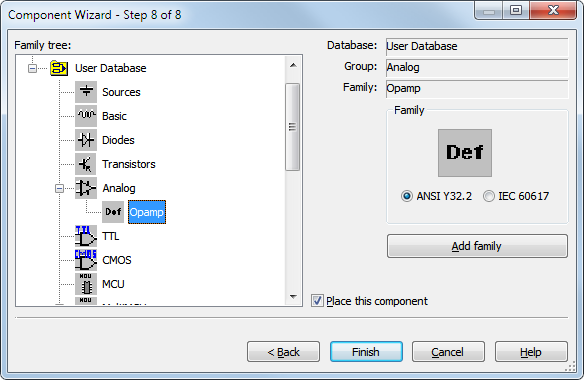 Component Wizard - Step 8 of 8
Family tree:
User Database
Sources
Basic
Diodes
Transistors
Analog
Def Opamp
TTL
CMOS
MCU
Database: User Database
Group: Analog
Family: Opamp
Family
Def
ANSI Y32.2 IEC 60617
Add family
Place this component
< Back Finish Cancel Help